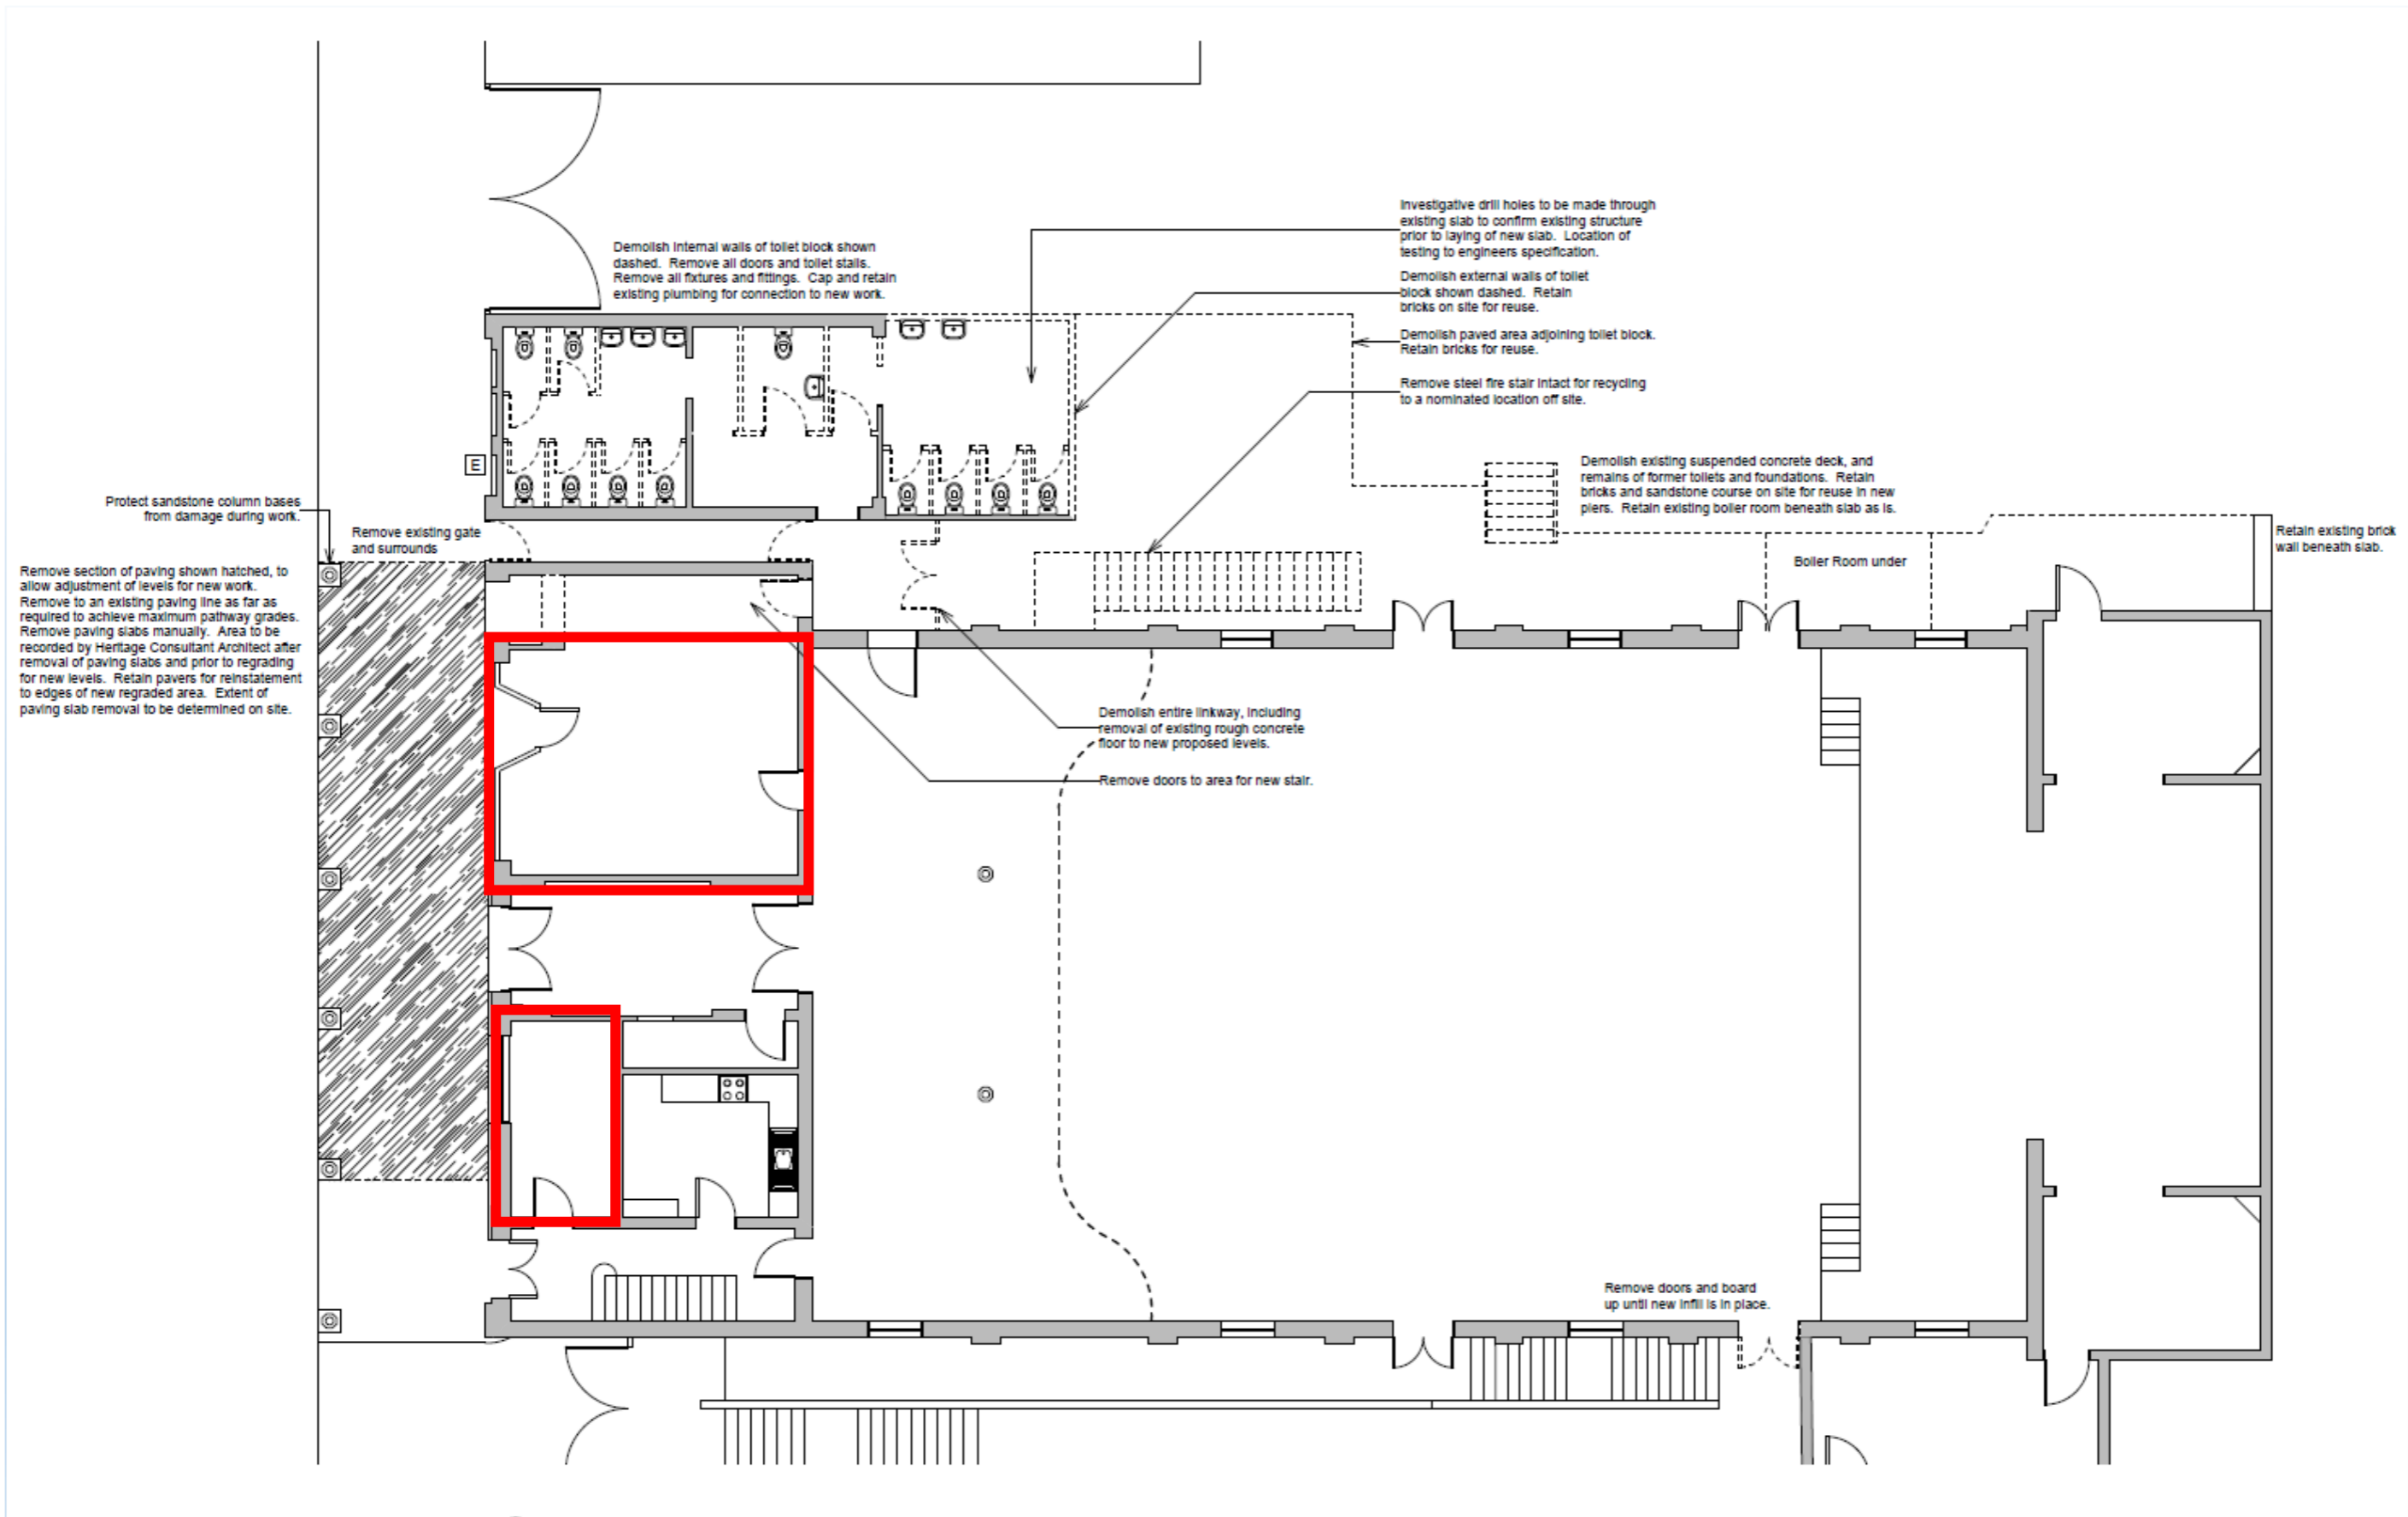 Investigative drill holes to be made through
existing slab to confirm existing structure
prior to laying of new slab. Location of
testing to engineers specification.
Demolish internal walls of toilet block shown
dashed. Remove all doors and toilet stalls.
Remove all fixtures and fittings. Cap and retain
existing plumbing for connection to new work.
Demolish external walls of toilet
block shown dashed. Retain
bricks on site for reuse.
Demolish paved area adjoining toilet block.
Retain bricks for reuse.
Remove steel fire stair intact for recycling
to a nominated location off site.
E
Demolish existing suspended concrete deck, and
remains of former toilets and foundations. Retain
bricks and sandstone course on site for reuse in new
piers. Retain existing boiler room beneath slab as is.
Protect sandstone column bases
from damage during work.
Remove existing gate
and surrounds
Retain existing brick
wall beneath slab.
Boiler Room under
Remove section of paving shown hatched, to
allow adjustment of levels for new work.
Remove to an existing paving line as far as
required to achieve maximum pathway grades.
Remove paving slabs manually. Area to be
recorded by Heritage Consultant Architect after
removal of paving slabs and prior to regrading
for new levels. Retain pavers for reinstatement
to edges of new regraded area. Extent of
paving slab removal to be determined on site.
Demolish entire linkway, including
removal of existing rough concrete
floor to new proposed levels.
Remove doors to area for new stair.
Remove doors and board
up until new infill is in place.